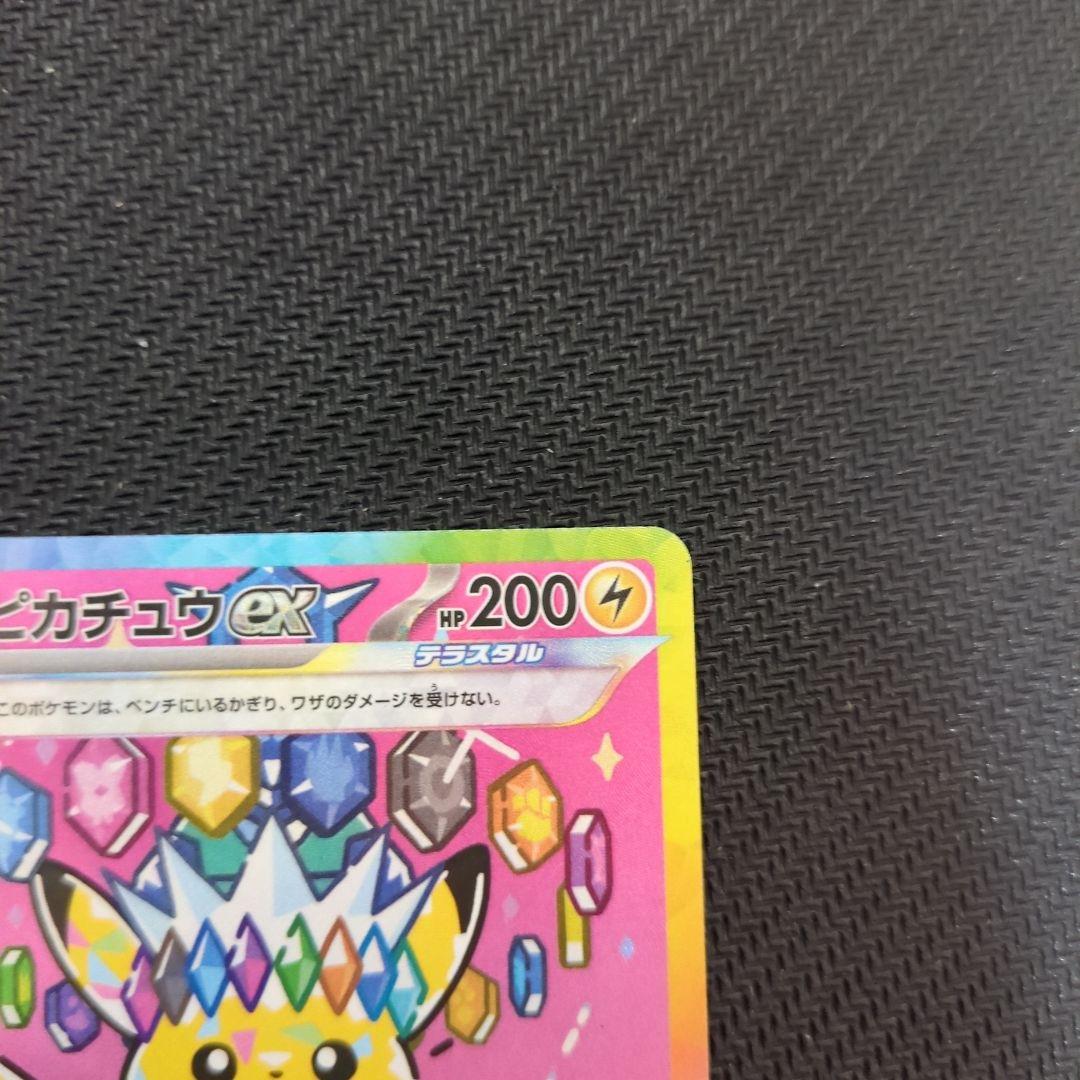 ピカチュウex HP200
テラスタル
このポケモンは、ベンチにいるかぎり、ワザのダメージを受けない。